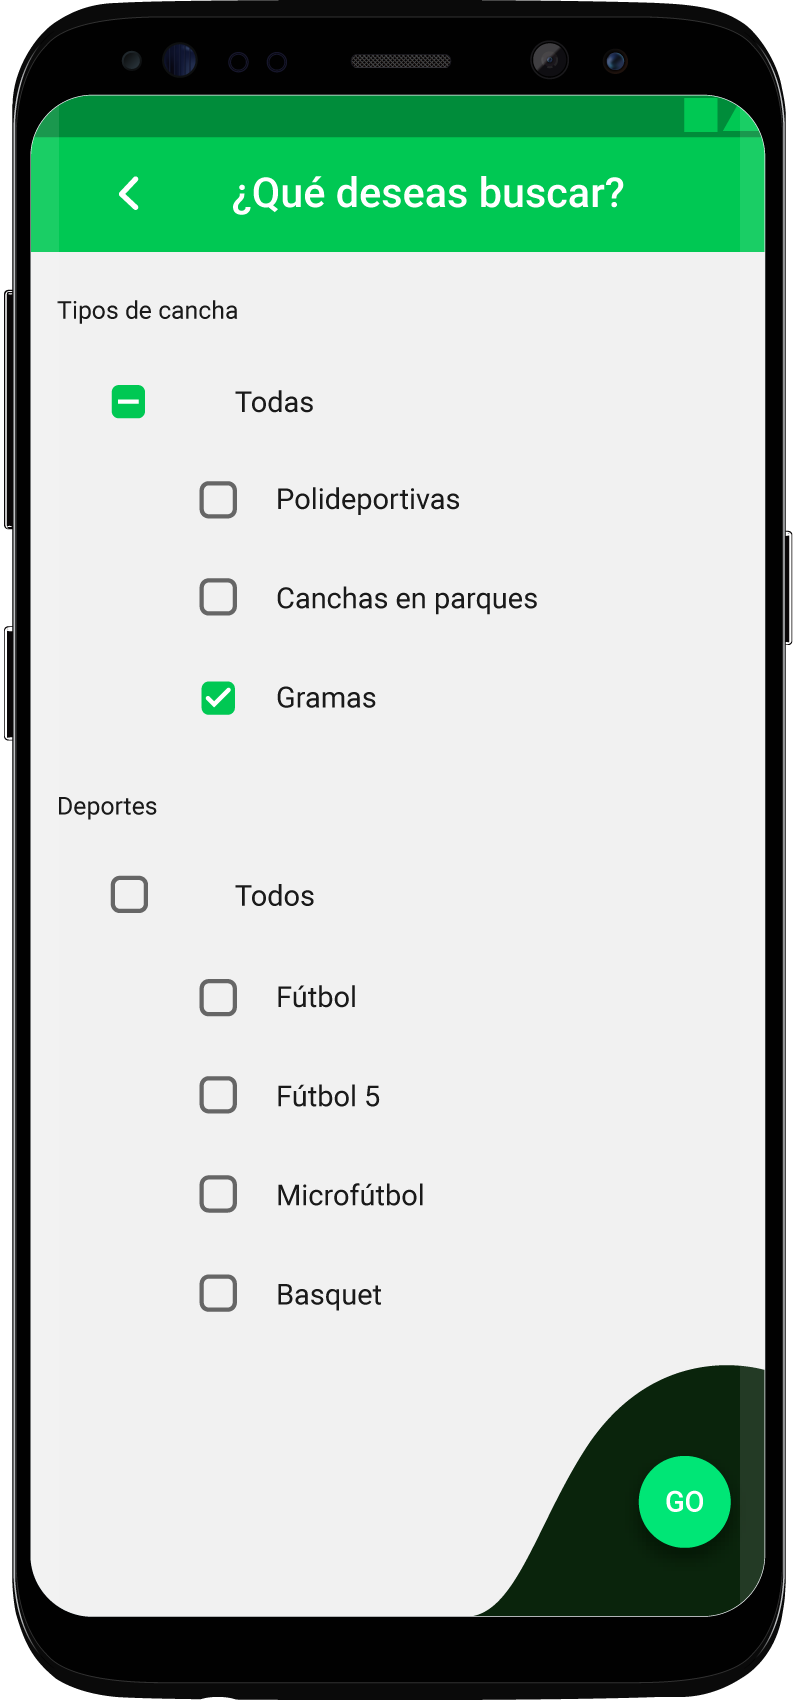 ¿Qué deseas buscar?
Tipos de cancha
Todas
Polideportivas
Canchas en parques
Gramas
Deportes
Todos
Fútbol
Fútbol 5
Microfútbol
Basquet
GO